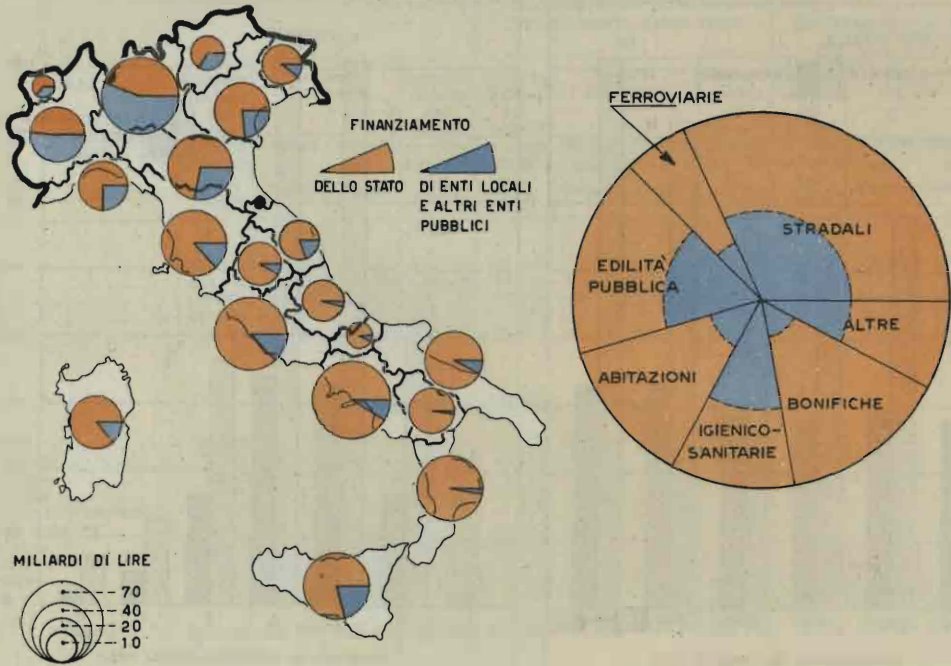 FINANZIAMENTO
DELLO STATO
DI ENTI LOCALI
E ALTRI ENTI
PUBBLICI
MILIARDI DI LIRE
70
40
20
10
FERROVIARIE
STRADALI
EDILITÀ
PUBBLICA
ALTRE
ABITAZIONI
BONIFICHE
IGIENICO-
SANITARIE